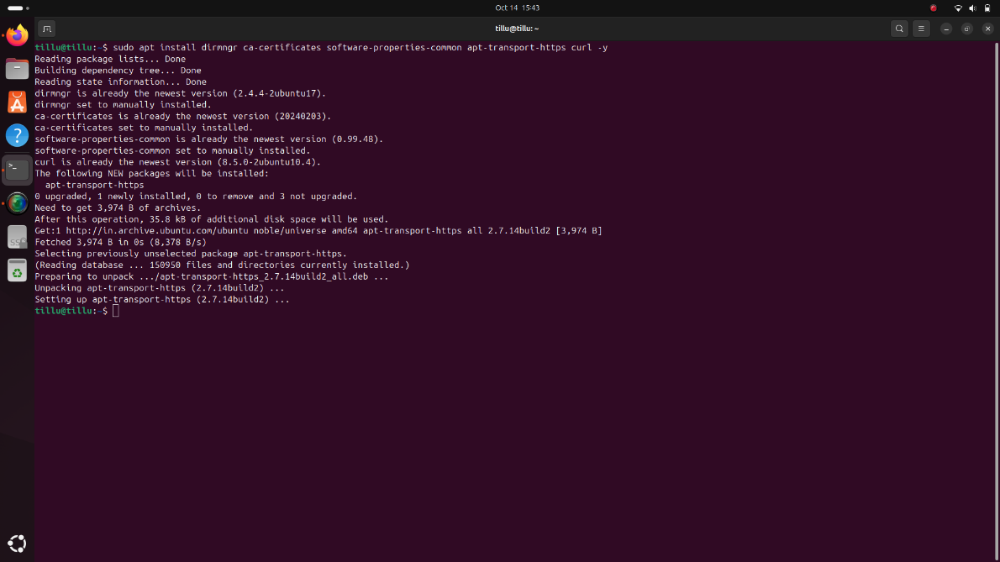 Oct 14 15:43
tillu@tillu: ~
tillu@tillu:~$ sudo apt install dirmngr ca-certificates software-properties-common apt-transport-https curl -y
Reading package lists... Done
Building dependency tree... Done
Reading state information... Done
dirmngr is already the newest version (2.4.4-2ubuntu17).
dirmngr set to manually installed.
ca-certificates is already the newest version (20240203).
ca-certificates set to manually installed.
software-properties-common is already the newest version (0.99.48).
software-properties-common set to manually installed.
curl is already the newest version (8.5.0-2ubuntu10.4).
The following NEW packages will be installed:
  apt-transport-https
0 upgraded, 1 newly installed, 0 to remove and 3 not upgraded.
Need to get 3,974 B of archives.
After this operation, 35.8 kB of additional disk space will be used.
Get:1 http://in.archive.ubuntu.com/ubuntu noble/universe amd64 apt-transport-https all 2.7.14build2 [3,974 B]
Fetched 3,974 B in 0s (8,378 B/s)
Selecting previously unselected package apt-transport-https.
(Reading database ... 150950 files and directories currently installed.)
Preparing to unpack .../apt-transport-https_2.7.14build2_all.deb ...
Unpacking apt-transport-https (2.7.14build2) ...
Setting up apt-transport-https (2.7.14build2) ...
tillu@tillu:~$